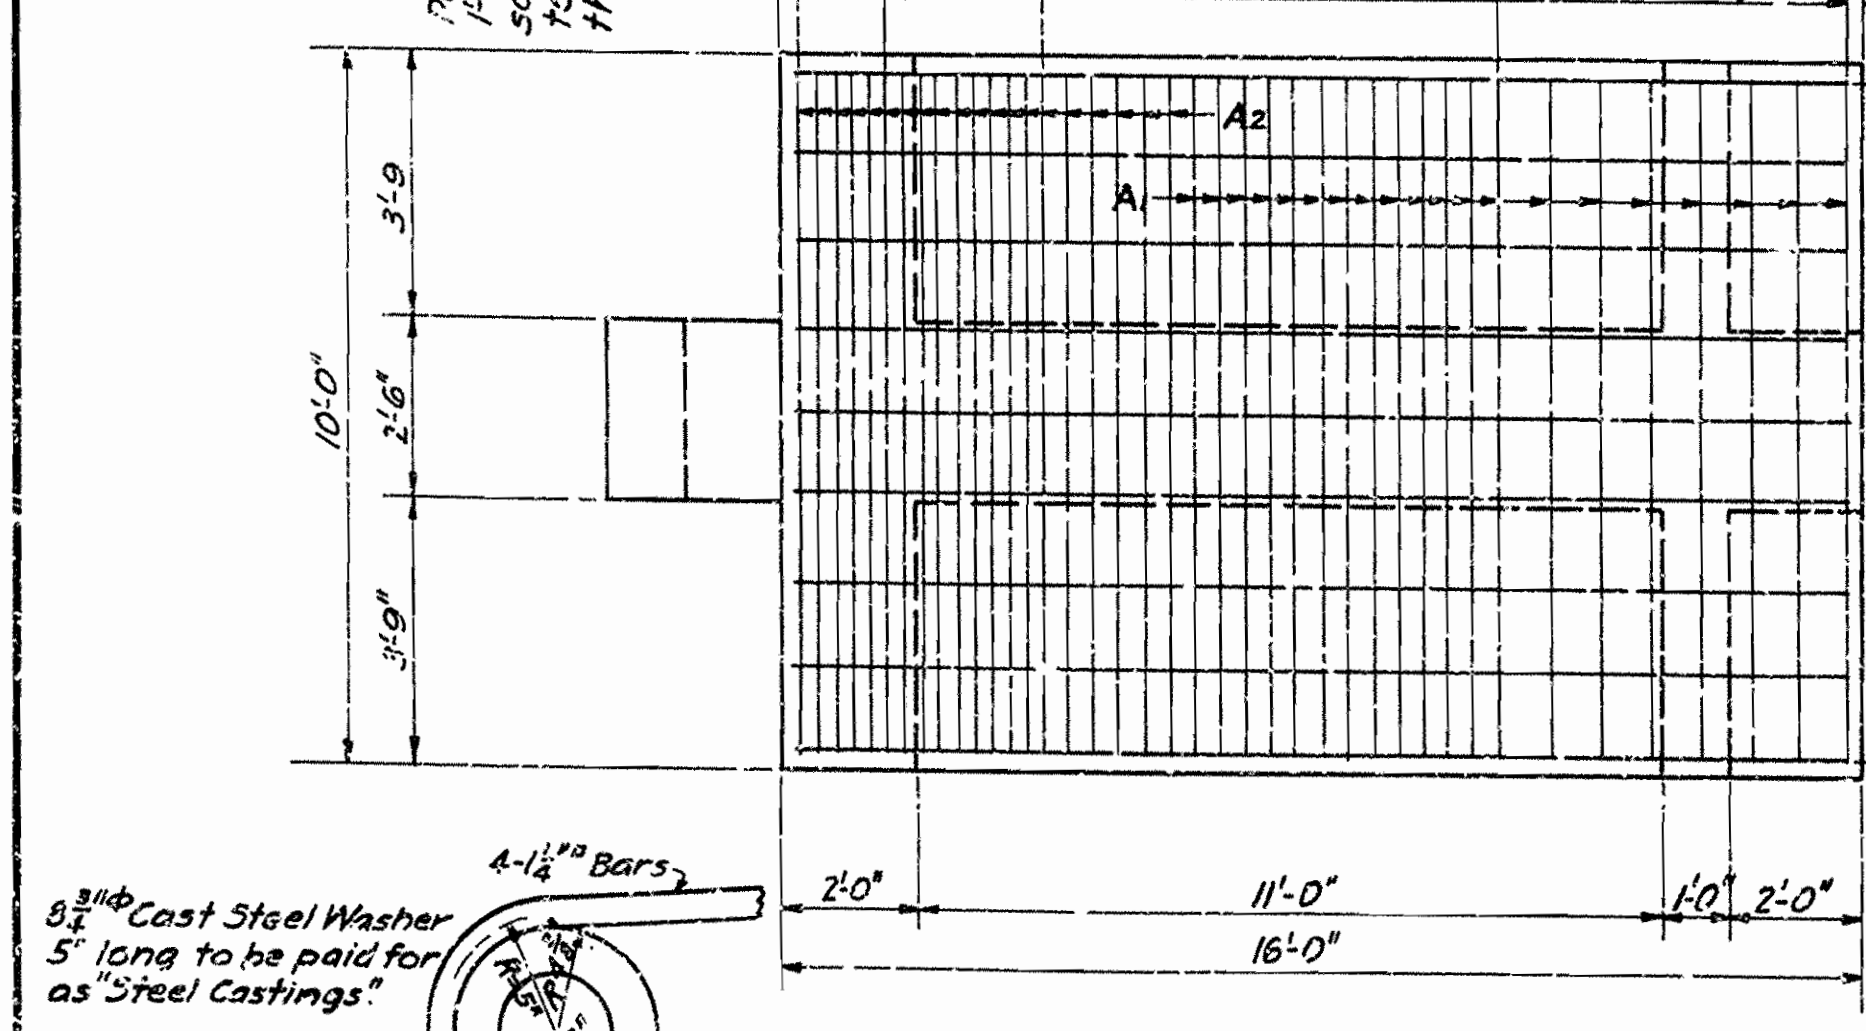 A2
A1
3'-9
2'-6"
10'-0"
3'-9"
4-1¼"□ Bars
2'-0"
11'-0"
1'-0"
2'-0"
16'-0"
8¾"ϕ Cast Steel Washer
5" long to be paid for
as "Steel Castings."
R=5"